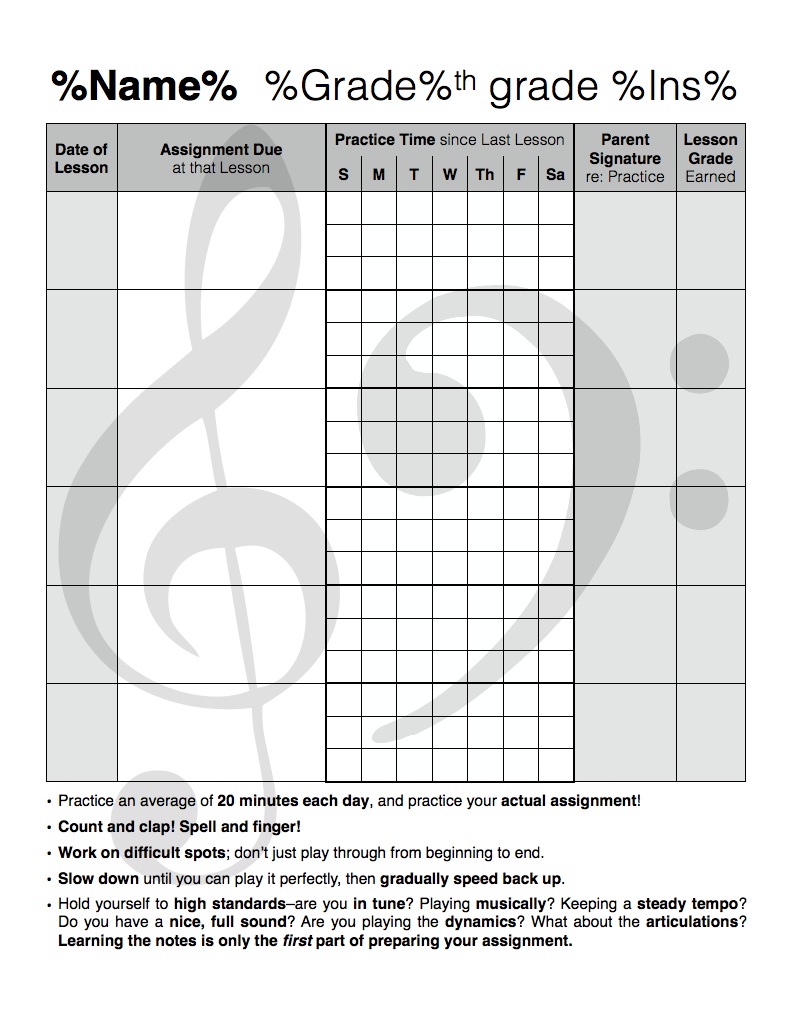 %Name% %Grade%th grade %Ins%
Date of Lesson
Assignment Due
at that Lesson
Practice Time since Last Lesson
S M T W Th F Sa
Parent
Signature
re: Practice
Lesson
Grade
Earned
• Practice an average of 20 minutes each day, and practice your actual assignment!
• Count and clap! Spell and finger!
• Work on difficult spots; don't just play through from beginning to end.
• Slow down until you can play it perfectly, then gradually speed back up.
• Hold yourself to high standards–are you in tune? Playing musically? Keeping a steady tempo?
Do you have a nice, full sound? Are you playing the dynamics? What about the articulations?
Learning the notes is only the first part of preparing your assignment.